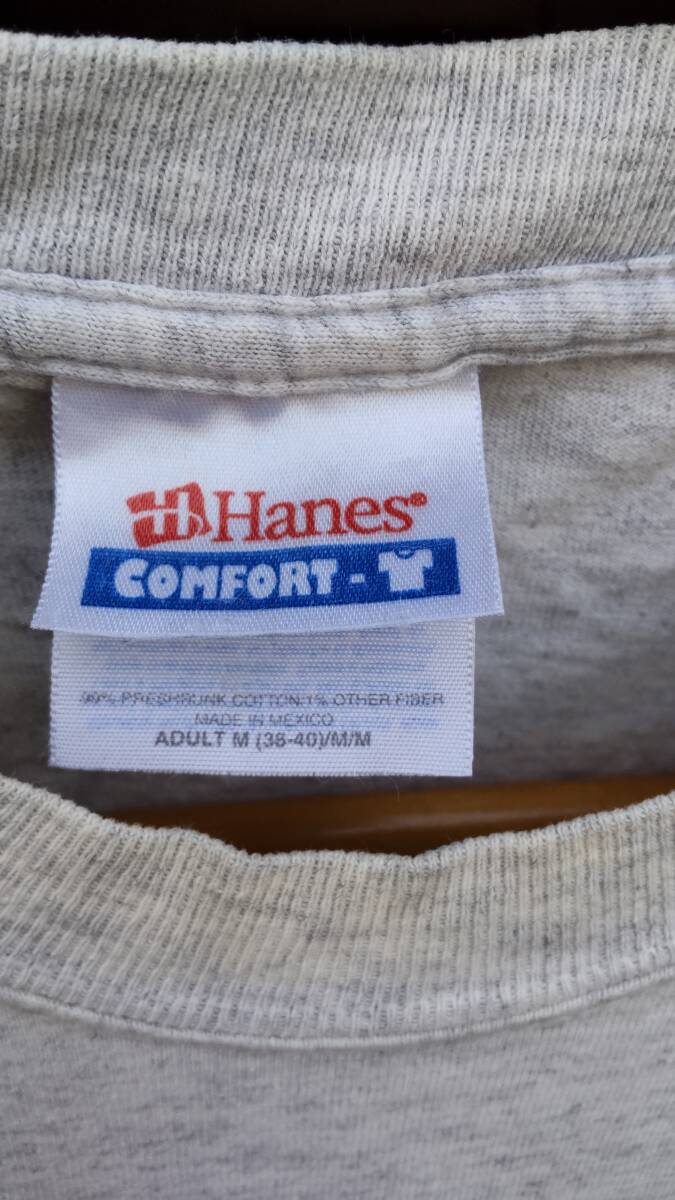 Hanes®
COMFORT-
99% PRESHRUNK COTTON 1% OTHER FIBER
MADE IN MEXICO
ADULT M (38-40)/M/M